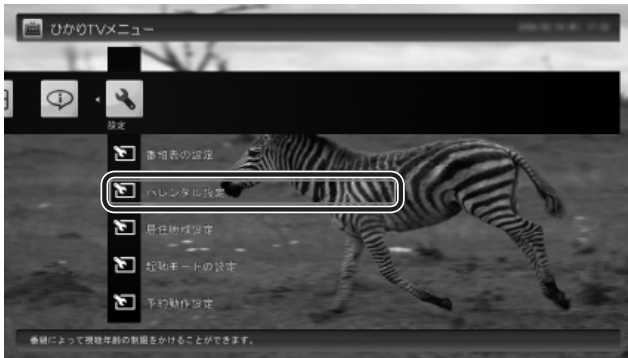 ひかりTVメニュー
設定
番組表の設定
ペレンタル設定
居住地域設定
起動モードの設定
予約動作設定
番組によって視聴年齢の制限をかけることができます。